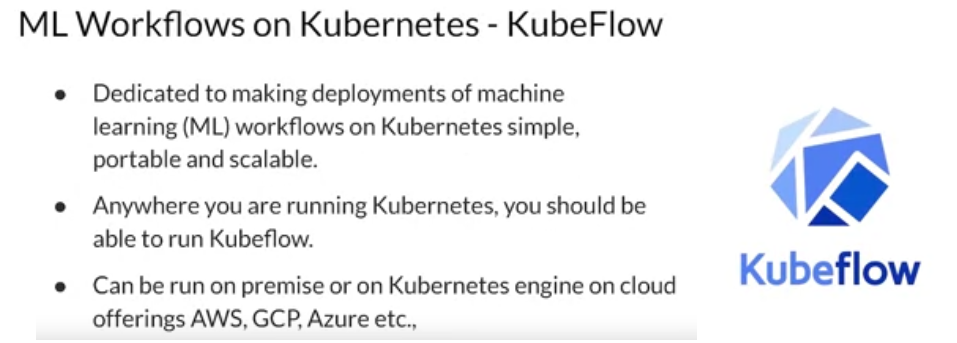 ML Workflows on Kubernetes - KubeFlow
● Dedicated to making deployments of machine
learning (ML) workflows on Kubernetes simple,
portable and scalable.
● Anywhere you are running Kubernetes, you should be
able to run Kubeflow.
● Can be run on premise or on Kubernetes engine on cloud
offerings AWS, GCP, Azure etc.,
Kubeflow